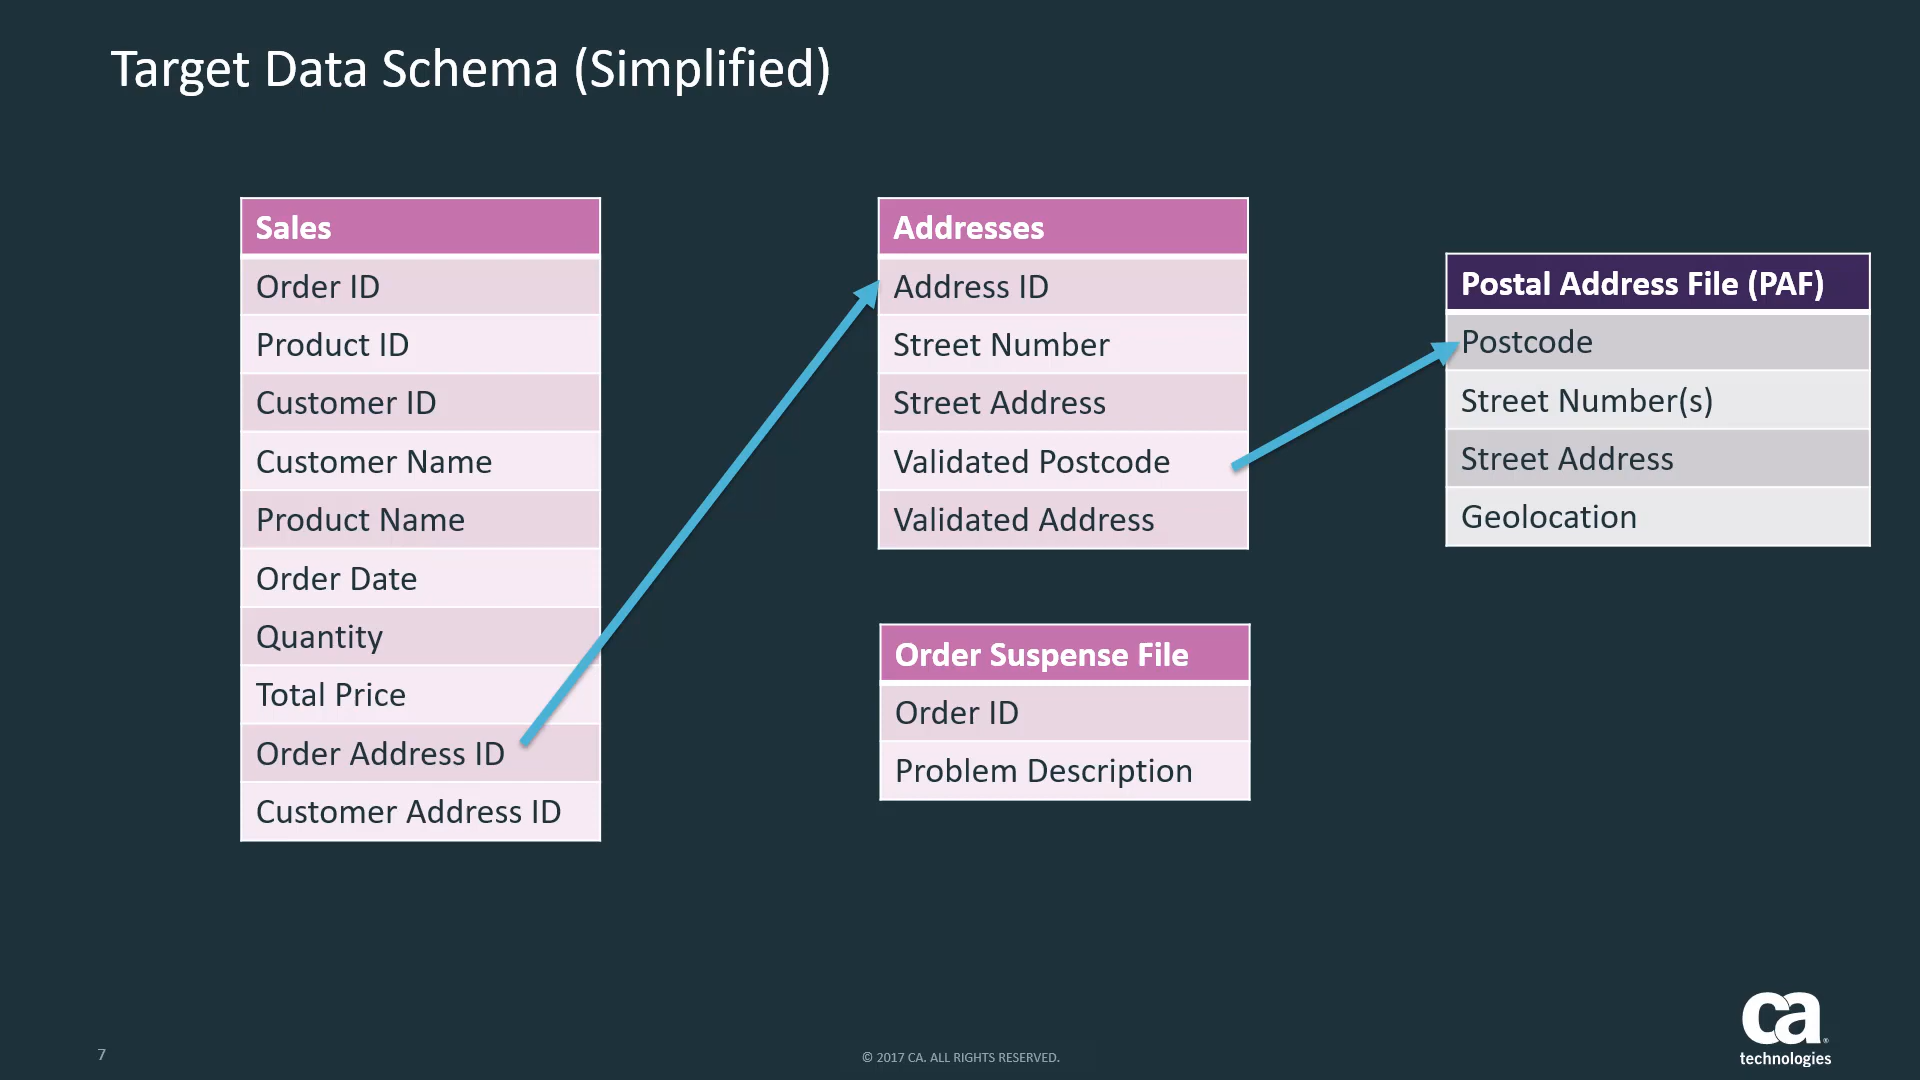 Target Data Schema (Simplified)
Sales
Order ID
Product ID
Customer ID
Customer Name
Product Name
Order Date
Quantity
Total Price
Order Address ID
Customer Address ID
Addresses
Address ID
Street Number
Street Address
Validated Postcode
Validated Address
Order Suspense File
Order ID
Problem Description
Postal Address File (PAF)
Postcode
Street Number(s)
Street Address
Geolocation
7
© 2017 CA. ALL RIGHTS RESERVED.
ca®
technologies